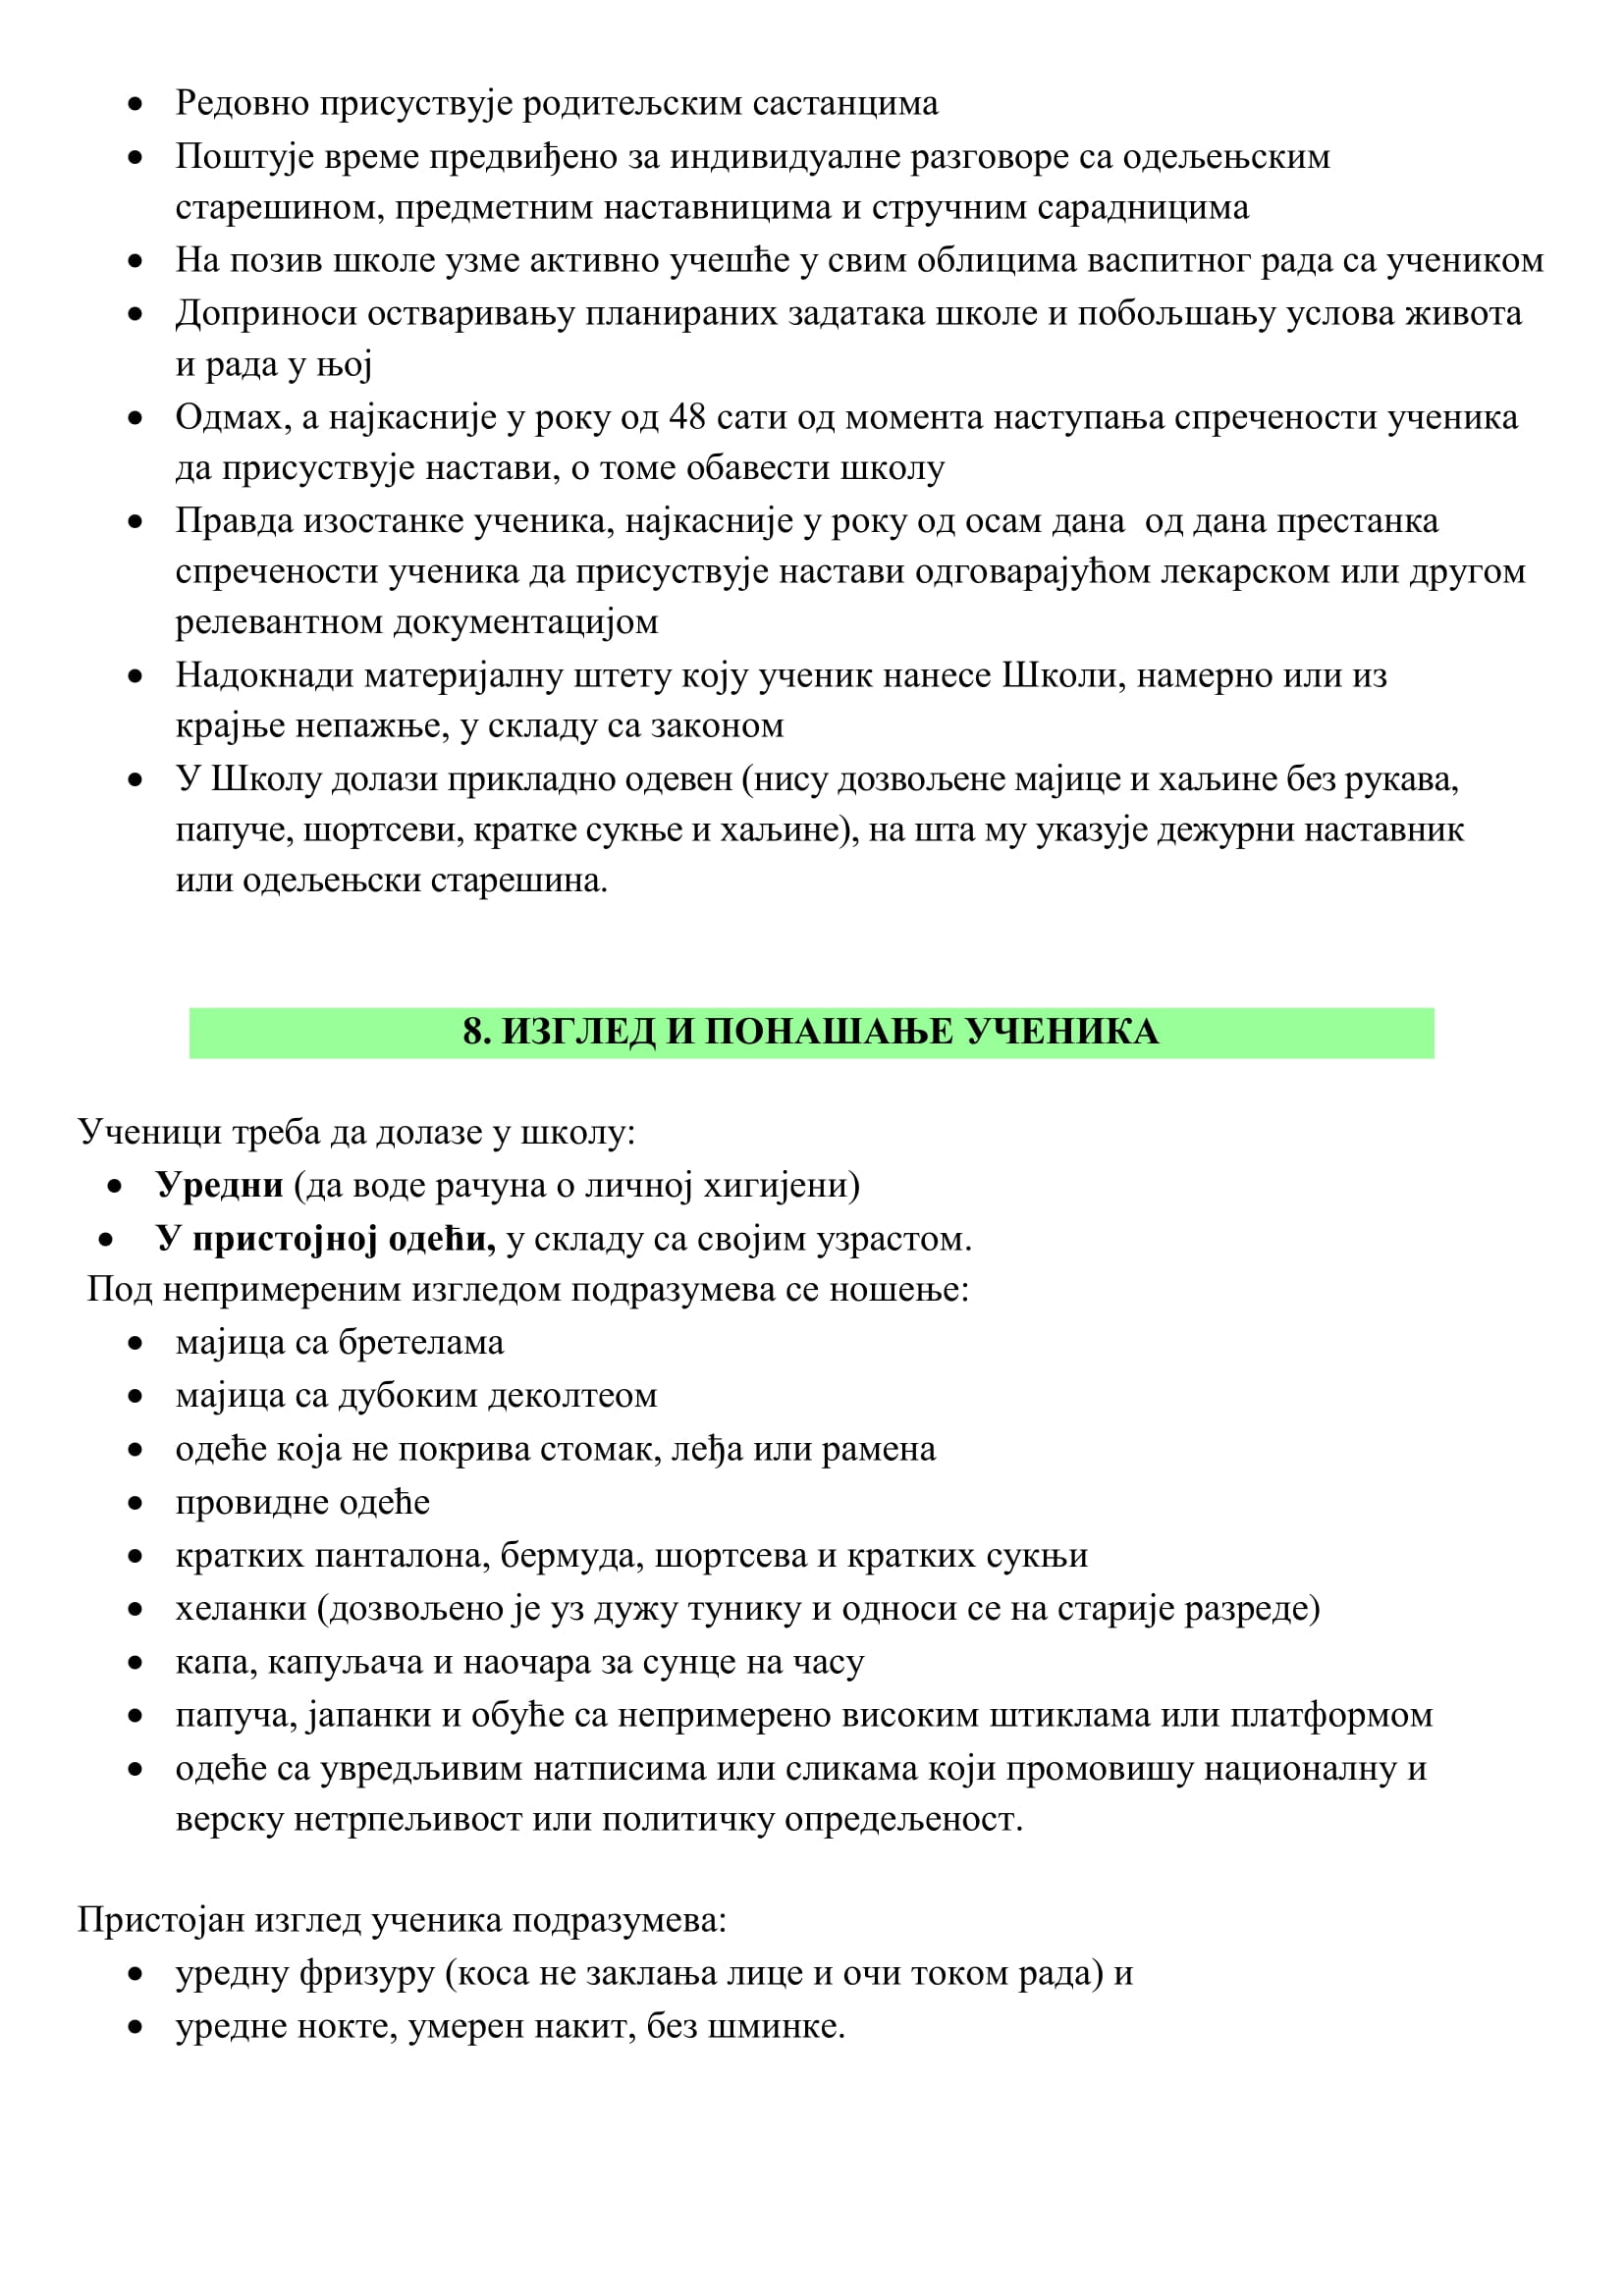 • Редовно присуствује родитељским састанцима
• Поштује време предвиђено за индивидуалне разговоре са одељењским
старешином, предметним наставницима и стручним сарадницима
• На позив школе узме активно учешће у свим облицима васпитног рада са учеником
• Доприноси остваривању планираних задатака школе и побољшању услова живота
и рада у њој
• Одмах, а најкасније у року од 48 сати од момента наступања спречености ученика
да присуствује настави, о томе обавести школу
• Правда изостанке ученика, најкасније у року од осам дана  од дана престанка
спречености ученика да присуствује настави одговарајућом лекарском или другом
релевантном документацијом
• Надокнади материјалну штету коју ученик нанесе Школи, намерно или из
крајње непажње, у складу са законом
• У Школу долази прикладно одевен (нису дозвољене мајице и хаљине без рукава,
папуче, шортсеви, кратке сукње и хаљине), на шта му указује дежурни наставник
или одељењски старешина.
8. ИЗГЛЕД И ПОНАШАЊЕ УЧЕНИКА
Ученици треба да долазе у школу:
• Уредни (да воде рачуна о личној хигијени)
• У пристојној одећи, у складу са својим узрастом.
Под непримереним изгледом подразумева се ношење:
• мајица са бретелама
• мајица са дубоким деколтеом
• одеће која не покрива стомак, леђа или рамена
• провидне одеће
• кратких панталона, бермуда, шортсева и кратких сукњи
• хеланки (дозвољено је уз дужу тунику и односи се на старије разреде)
• капа, капуљача и наочара за сунце на часу
• папуча, јапанки и обуће са непримерено високим штиклама или платформом
• одеће са увредљивим натписима или сликама који промовишу националну и
верску нетрпељивост или политичку опредељеност.
Пристојан изглед ученика подразумева:
• уредну фризуру (коса не заклања лице и очи током рада) и
• уредне нокте, умерен накит, без шминке.